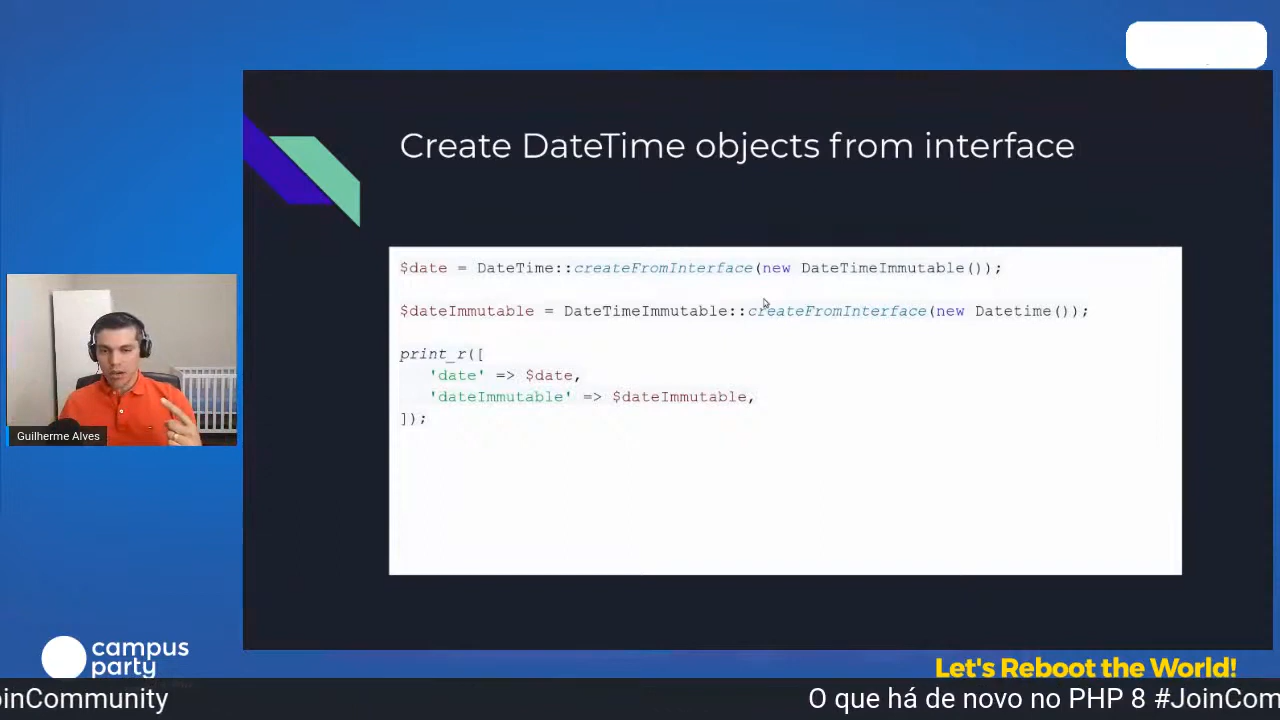 Create DateTime objects from interface
$date = DateTime::createFromInterface(new DateTimeImmutable());
$dateImmutable = DateTimeImmutable::createFromInterface(new Datetime());
print_r([
'date' => $date,
'dateImmutable' => $dateImmutable,
]);
Guilherme Alves
campus
party
Let's Reboot the World!
oinCommunity
O que há de novo no PHP 8 #JoinCom